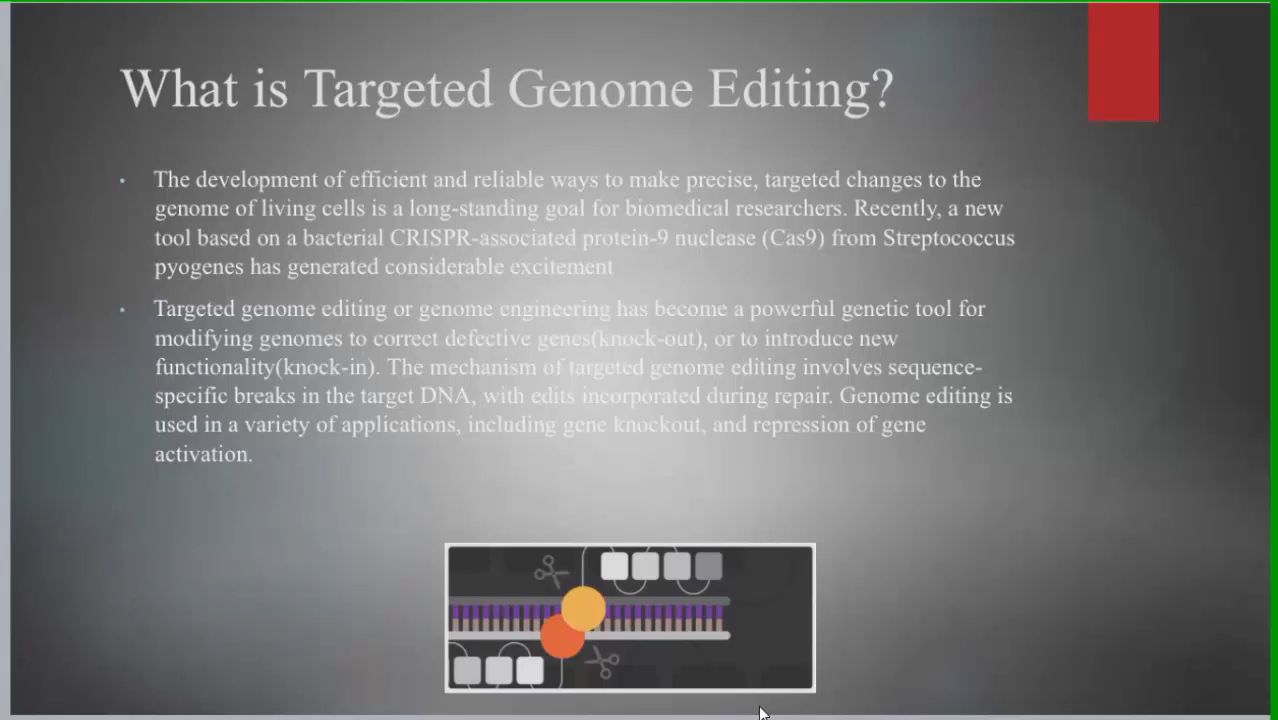 What is Targeted Genome Editing?
• The development of efficient and reliable ways to make precise, targeted changes to the
genome of living cells is a long-standing goal for biomedical researchers. Recently, a new
tool based on a bacterial CRISPR-associated protein-9 nuclease (Cas9) from Streptococcus
pyogenes has generated considerable excitement
• Targeted genome editing or genome engineering has become a powerful genetic tool for
modifying genomes to correct defective genes(knock-out), or to introduce new
functionality(knock-in). The mechanism of targeted genome editing involves sequence-
specific breaks in the target DNA, with edits incorporated during repair. Genome editing is
used in a variety of applications, including gene knockout, and repression of gene
activation.